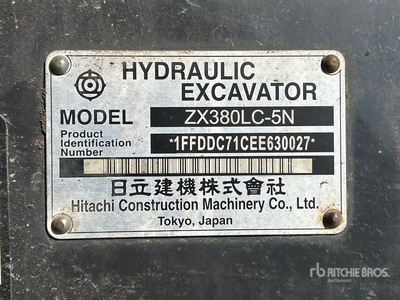 HYDRAULIC
EXCAVATOR
MODEL ZX380LC-5N
Product
Identification
Number *1FFDDC71CEE630027*
日立建機株式會社
Hitachi Construction Machinery Co., Ltd.
Tokyo, Japan
rb RITCHIE BROS.
Auctioneers